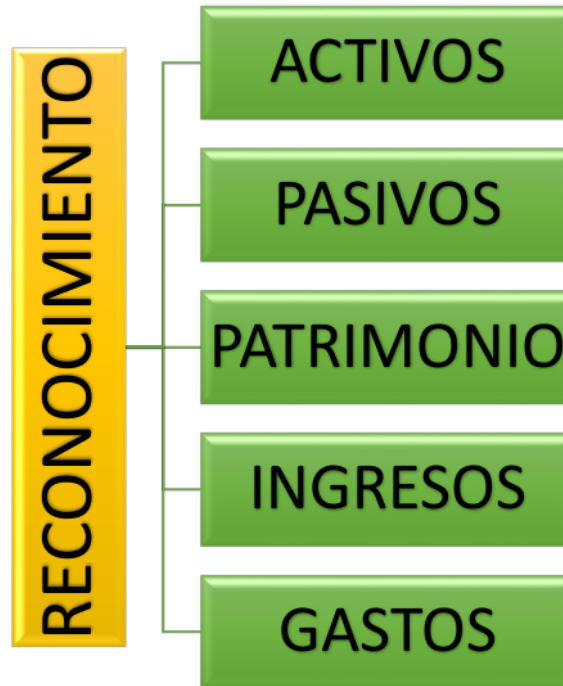 RECONOCIMIENTO
ACTIVOS
PASIVOS
PATRIMONIO
INGRESOS
GASTOS